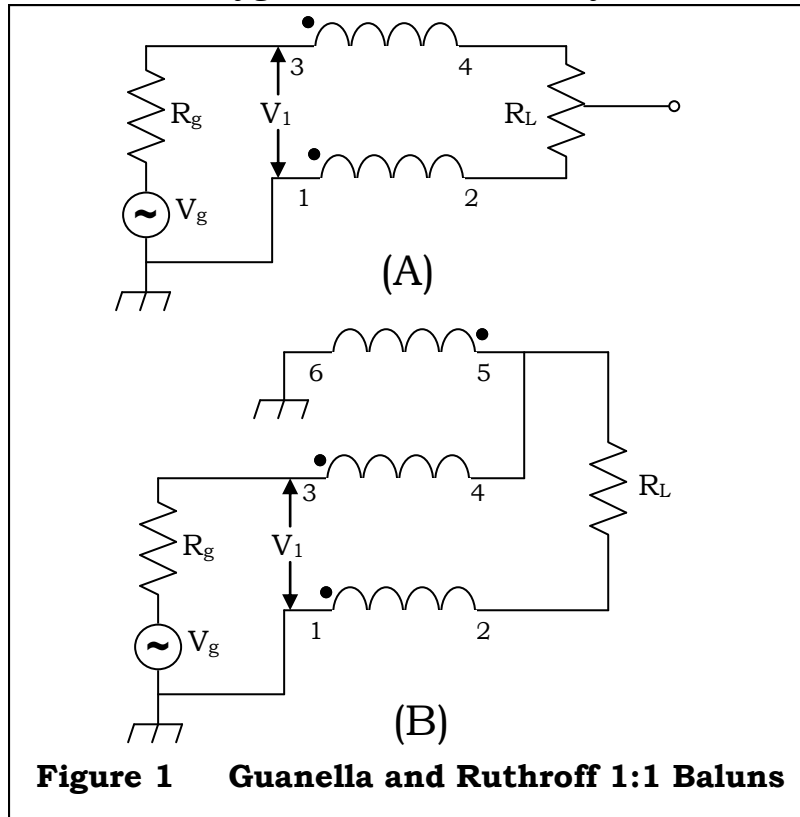 3
4
R_g
V_1
R_L
1
2
V_g
~
(A)
6
5
3
4
R_L
R_g
V_1
1
2
V_g
~
(B)
Figure 1 Guanella and Ruthroff 1:1 Baluns